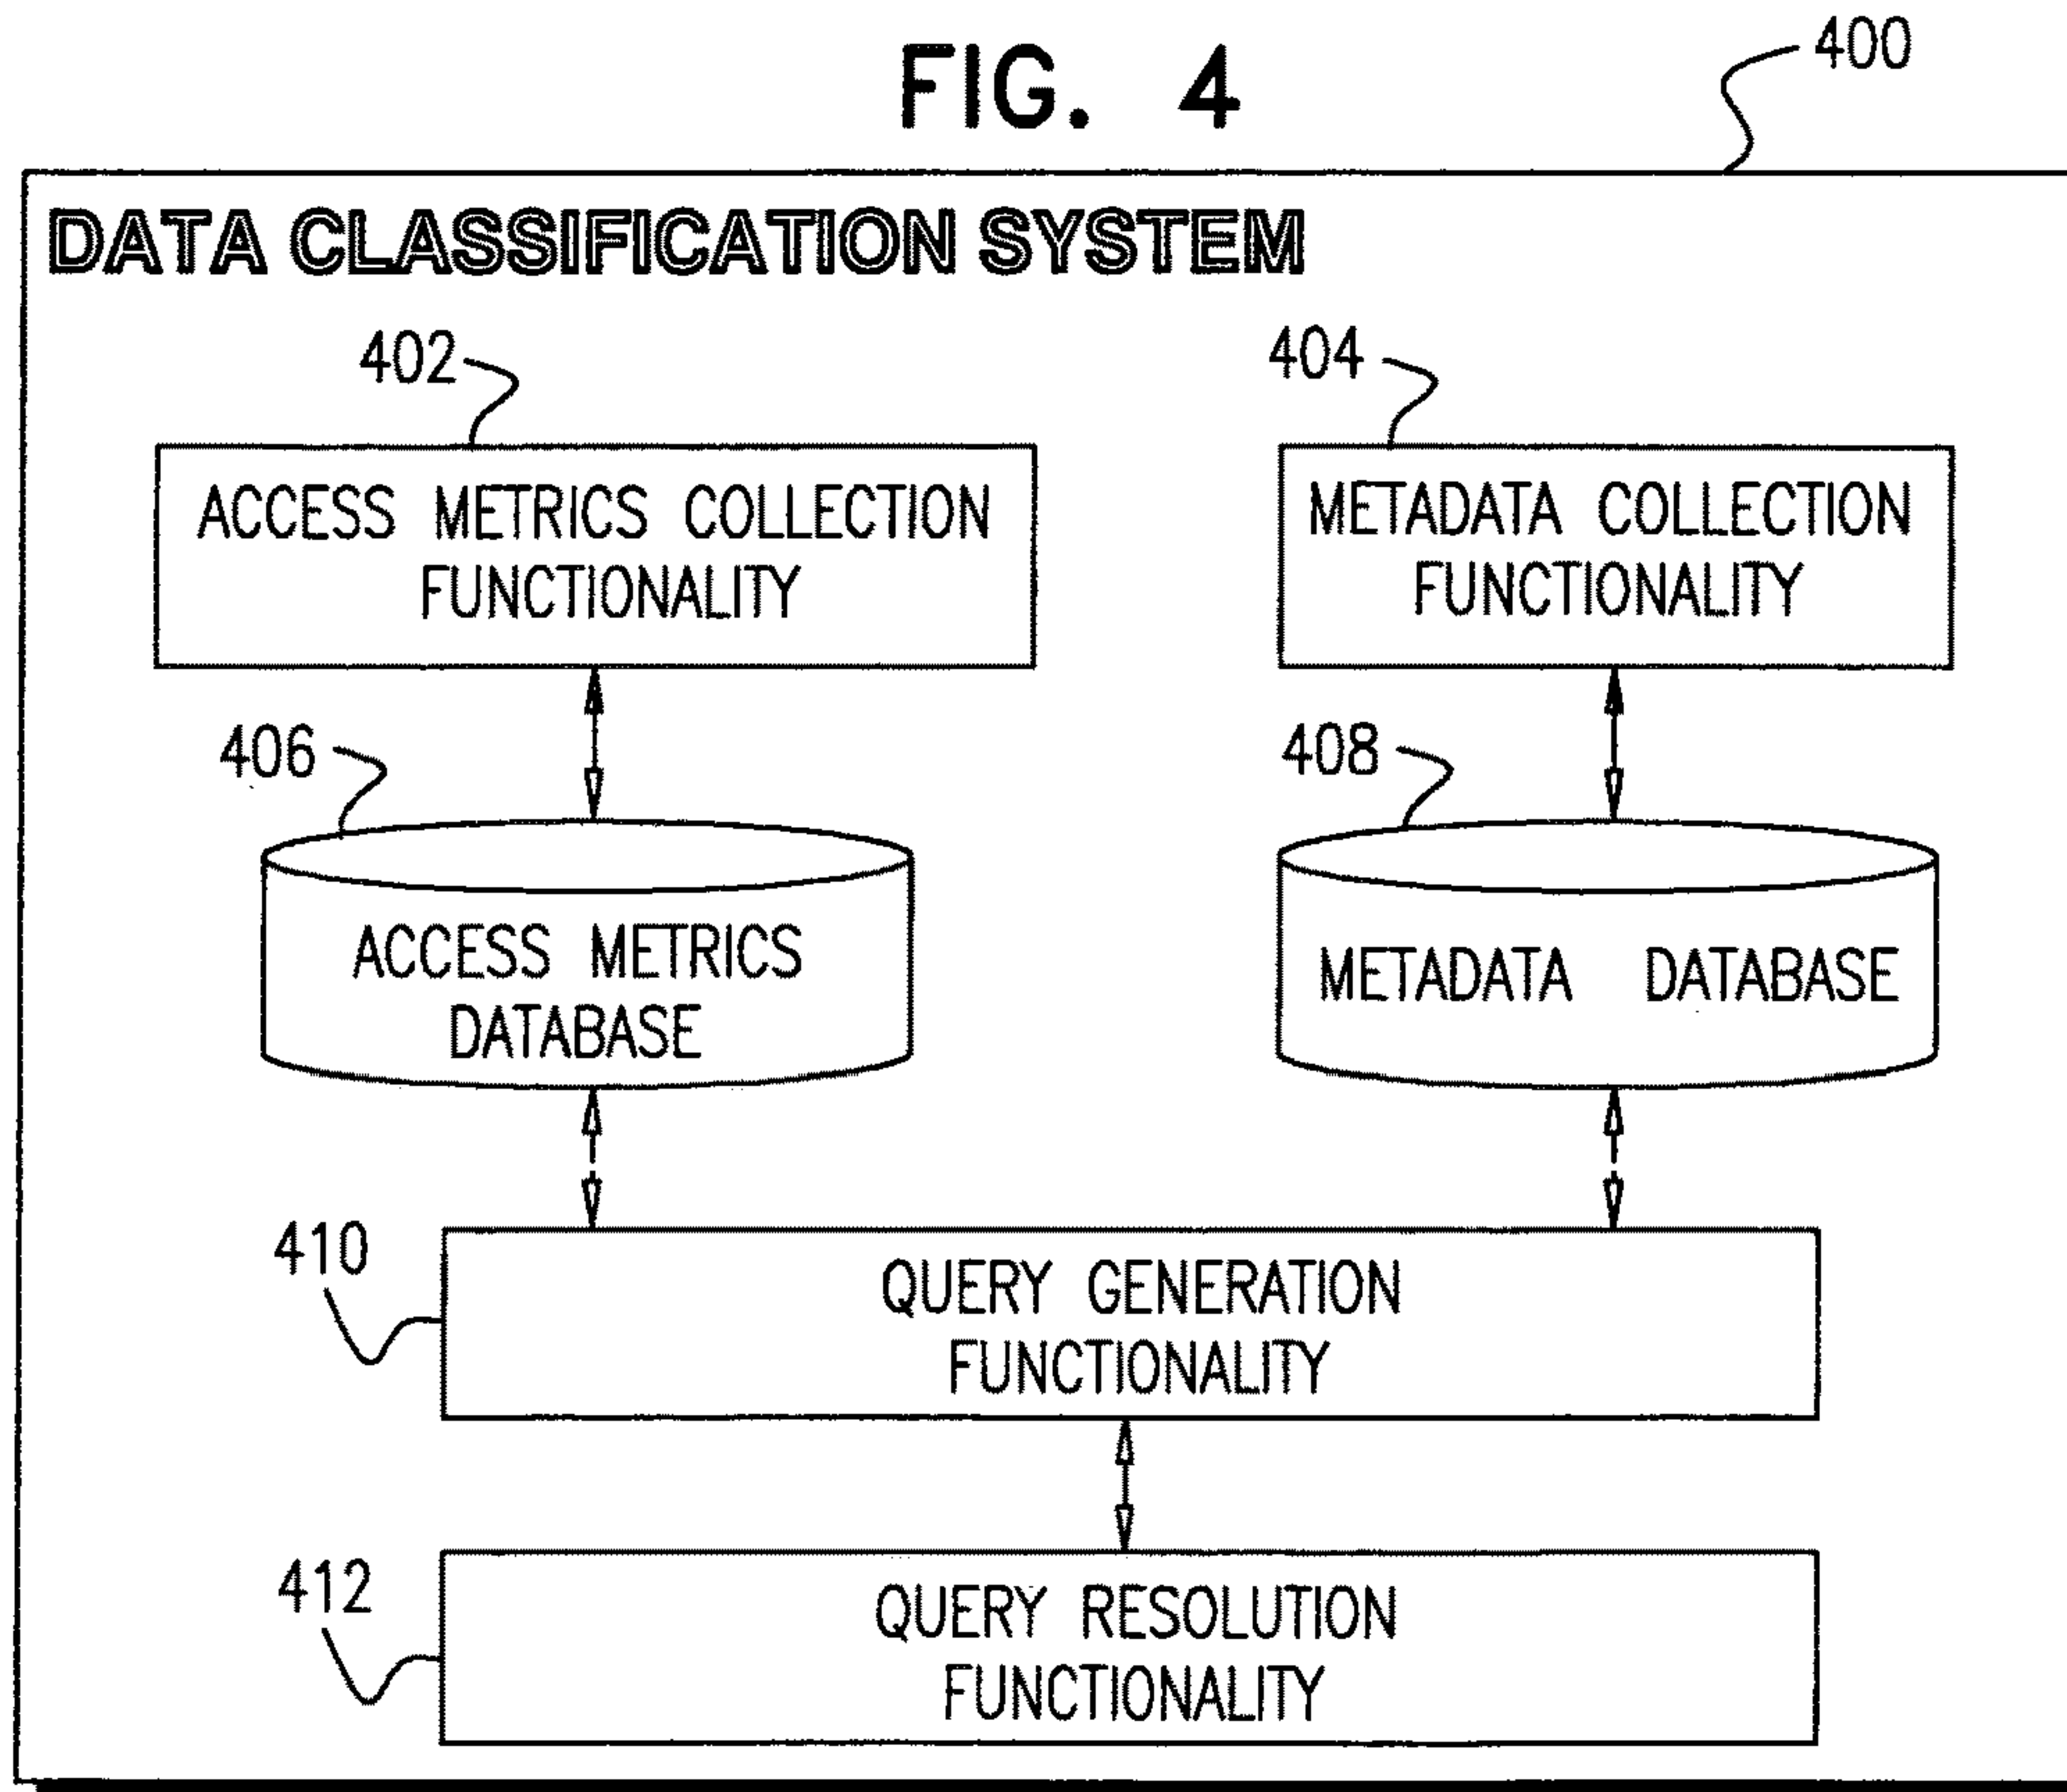 FIG. 4
400
DATA CLASSIFICATION SYSTEM
402
404
ACCESS METRICS COLLECTION
FUNCTIONALITY
METADATA COLLECTION
FUNCTIONALITY
406
408
ACCESS METRICS
DATABASE
METADATA DATABASE
410
QUERY GENERATION
FUNCTIONALITY
412
QUERY RESOLUTION
FUNCTIONALITY